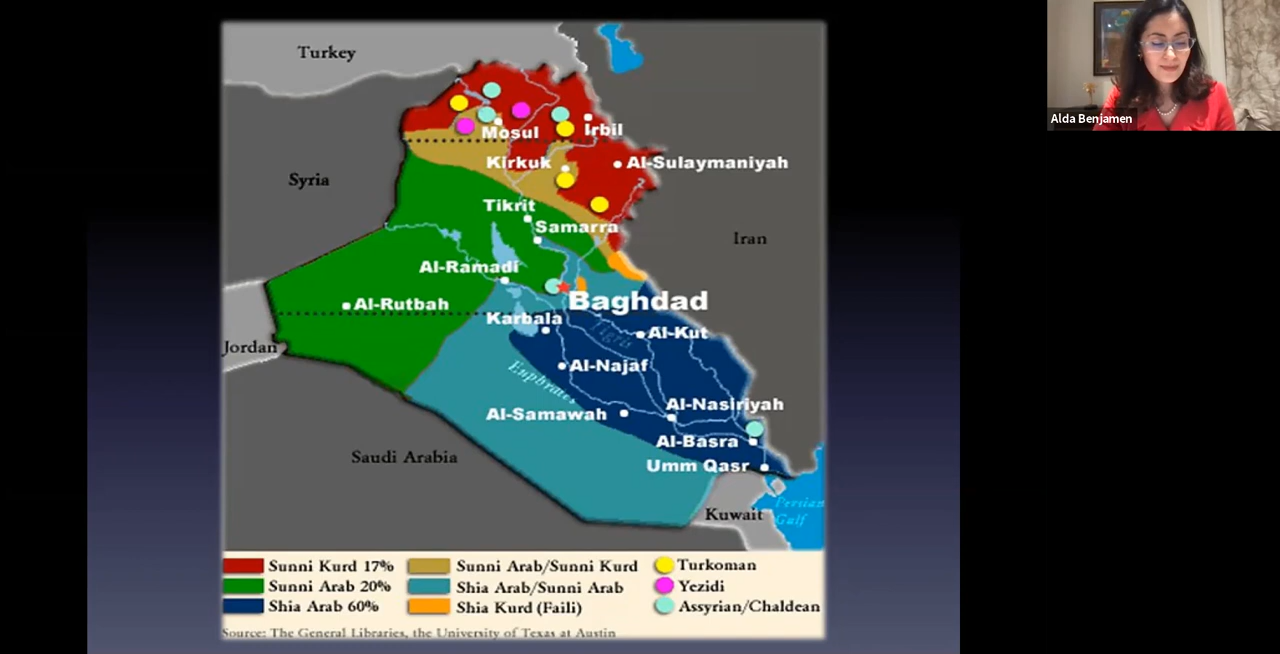 Turkey
Alda Benjamen
Mosul
Irbil
Kirkuk
Al-Sulaymaniyah
Syria
Tikrit
Samarra
Iran
Al-Ramadi
Baghdad
Al-Rutbah
Karbala
Tigris
Al-Kut
Jordan
Al-Najaf
Euphrates
Al-Nasiriyah
Al-Samawah
Al-Basra
Saudi Arabia
Umm Qasr
Persian
Gulf
Kuwait
Sunni Kurd 17%
Sunni Arab/Sunni Kurd
Turkoman
Sunni Arab 20%
Shia Arab/Sunni Arab
Yezidi
Shia Arab 60%
Shia Kurd (Faili)
Assyrian/Chaldean
Source: The General Libraries, the University of Texas at Austin